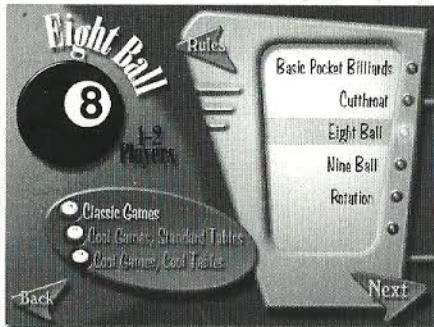 Eight Ball
8
1-2
Players
Rules
Basic Pocket Billiards
Cutthroat
Eight Ball
Nine Ball
Rotation
Classic Games
Cool Games, Standard Tables
Cool Games, Cool Tables
Back
Next